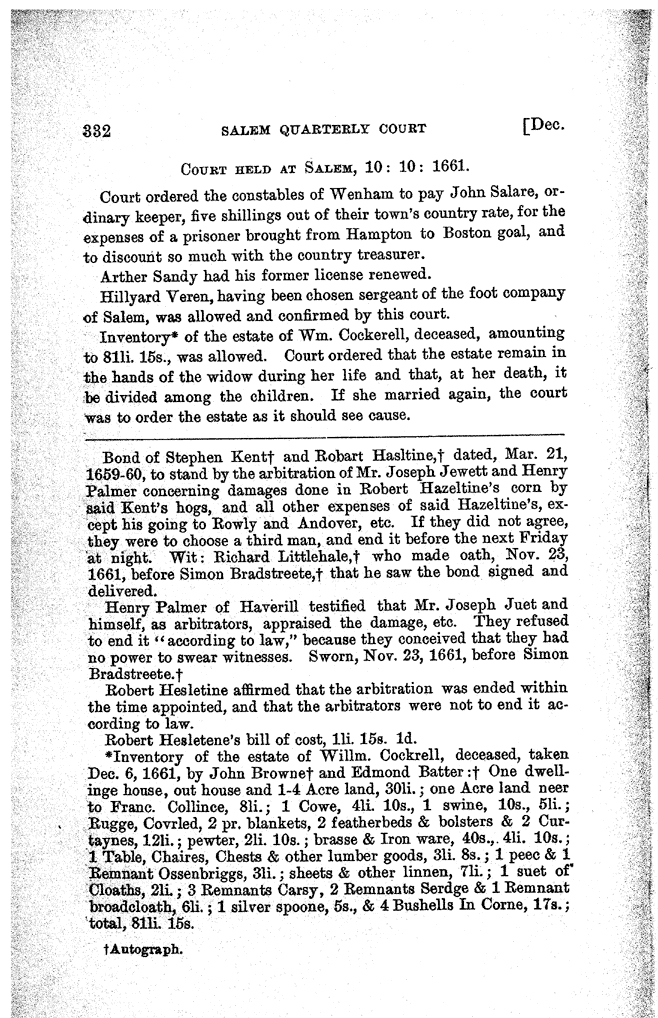 332 SALEM QUARTERLY COURT [Dec.
COURT HELD AT SALEM, 10: 10: 1661.
Court ordered the constables of Wenham to pay John Salare, or-
dinary keeper, five shillings out of their town's country rate, for the
expenses of a prisoner brought from Hampton to Boston goal, and
to discount so much with the country treasurer.
Arther Sandy had his former license renewed.
Hillyard Veren, having been chosen sergeant of the foot company
of Salem, was allowed and confirmed by this court.
Inventory* of the estate of Wm. Cockerell, deceased, amounting
to 81li. 15s., was allowed. Court ordered that the estate remain in
the hands of the widow during her life and that, at her death, it
be divided among the children. If she married again, the court
was to order the estate as it should see cause.
Bond of Stephen Kent† and Robart Hasltine,† dated, Mar. 21,
1659-60, to stand by the arbitration of Mr. Joseph Jewett and Henry
Palmer concerning damages done in Robert Hazeltine's corn by
said Kent's hogs, and all other expenses of said Hazeltine's, ex-
cept his going to Rowly and Andover, etc. If they did not agree,
they were to choose a third man, and end it before the next Friday
at night. Wit: Richard Littlehale,† who made oath, Nov. 23,
1661, before Simon Bradstreete,† that he saw the bond signed and
delivered.
Henry Palmer of Haverill testified that Mr. Joseph Juet and
himself, as arbitrators, appraised the damage, etc. They refused
to end it "according to law," because they conceived that they had
no power to swear witnesses. Sworn, Nov. 23, 1661, before Simon
Bradstreete.†
Robert Hesletine affirmed that the arbitration was ended within
the time appointed, and that the arbitrators were not to end it ac-
cording to law.
Robert Hesletene's bill of cost, 1li. 15s. 1d.
*Inventory of the estate of Willm. Cockrell, deceased, taken
Dec. 6, 1661, by John Browne† and Edmond Batter:† One dwell-
inge house, out house and 1-4 Acre land, 30li.; one Acre land neer
to Franc. Collince, 8li.; 1 Cowe, 4li. 10s., 1 swine, 10s., 5li.;
Rugge, Covrled, 2 pr. blankets, 2 featherbeds & bolsters & 2 Cur-
taynes, 12li.; pewter, 2li. 10s.; brasse & Iron ware, 40s., 4li. 10s.;
1 Table, Chaires, Chests & other lumber goods, 3li. 8s.; 1 peec & 1
Remnant Ossenbriggs, 3li.; sheets & other linnen, 7li.; 1 suet of
Cloaths, 2li.; 3 Remnants Carsy, 2 Remnants Serdge & 1 Remnant
broadcloath, 6li.; 1 silver spoone, 5s., & 4 Bushells In Corne, 17s.;
total, 81li. 15s.
†Autograph.